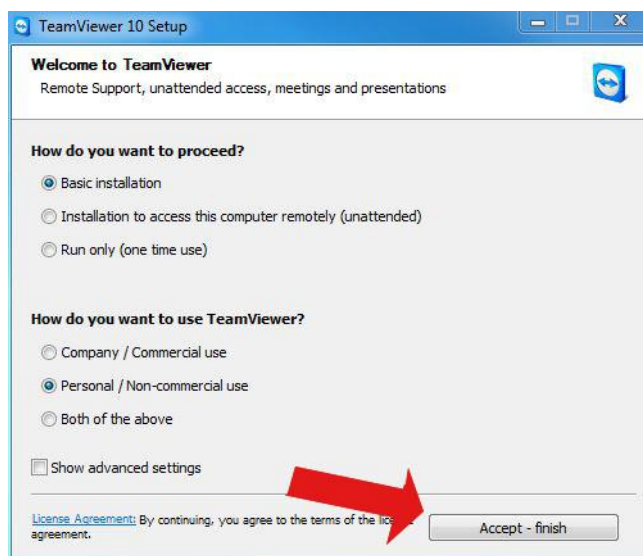 TeamViewer 10 Setup
Welcome to TeamViewer
Remote Support, unattended access, meetings and presentations
How do you want to proceed?
Basic installation
Installation to access this computer remotely (unattended)
Run only (one time use)
How do you want to use TeamViewer?
Company / Commercial use
Personal / Non-commercial use
Both of the above
Show advanced settings
License Agreement: By continuing, you agree to the terms of the
agreement.
Accept - finish